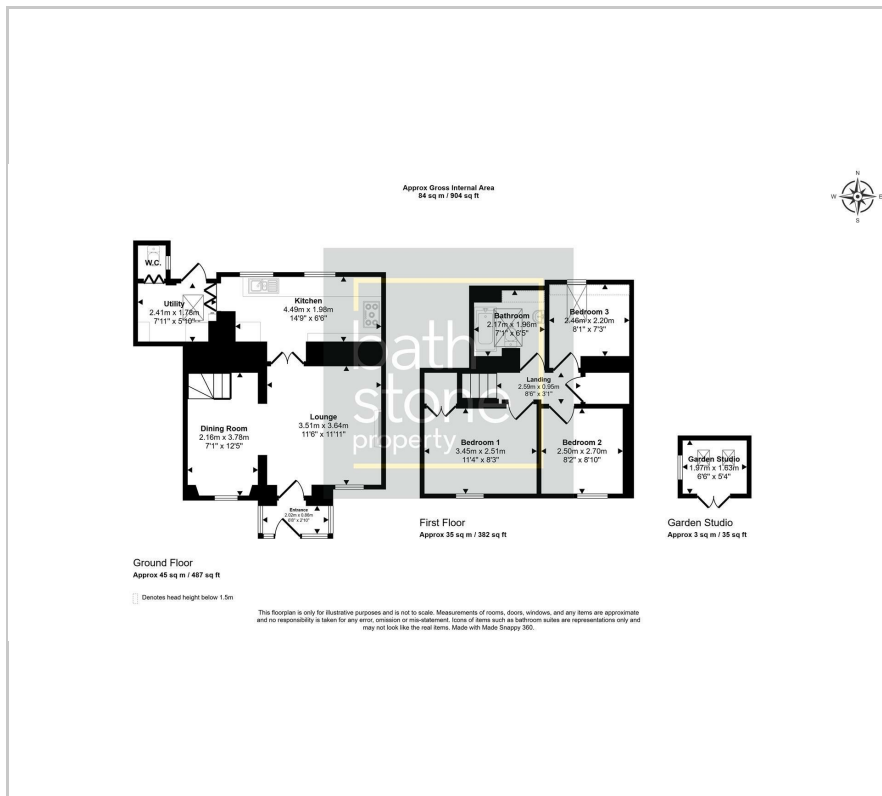 Approx Gross Internal Area
84 sq m / 904 sq ft
N
W
E
S
W.C.
Utility
2.41m x 1.78m
7'11" x 5'10"
Kitchen
4.49m x 1.98m
14'9" x 6'6"
Dining Room
2.16m x 3.78m
7'1" x 12'5"
Lounge
3.51m x 3.64m
11'6" x 11'11"
Entrance
Ground Floor
Approx 45 sq m / 487 sq ft
bath
stone
property
Bathroom
2.17m x 1.96m
7'1" x 6'5"
Bedroom 3
2.46m x 2.20m
8'1" x 7'3"
Landing
2.59m x 0.95m
8'6" x 3'1"
Bedroom 1
3.45m x 2.51m
11'4" x 8'3"
Bedroom 2
2.50m x 2.70m
8'2" x 8'10"
First Floor
Approx 35 sq m / 382 sq ft
Garden Studio
1.97m x 1.63m
6'6" x 5'4"
Garden Studio
Approx 3 sq m / 35 sq ft
Denotes head height below 1.5m
This floorplan is only for illustrative purposes and is not to scale. Measurements of rooms, doors, windows, and any items are approximate
and no responsibility is taken for any error, omission or mis-statement. Icons of items such as bathroom suites are representations only and
may not look like the real items. Made with Made Snappy 360.